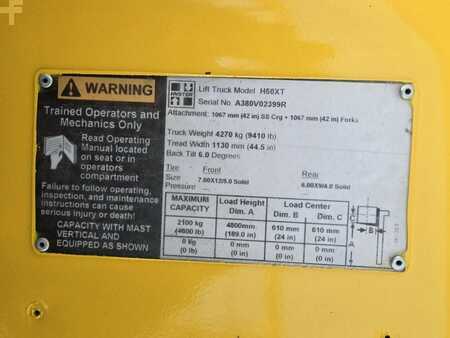 WARNING
Trained Operators and
Mechanics Only
Read Operating
Manual located
on seat or in
operators
compartment
Failure to follow operating,
inspection, and maintenance
instructions can cause
serious injury or death!
CAPACITY WITH MAST
VERTICAL AND
EQUIPPED AS SHOWN
HYSTER
Lift Truck Model H50XT
Serial No. A380V02399R
Attachment: 1067 mm (42 in) SS Crg + 1067 mm (42 in) Forks
Truck Weight 4270 kg (9410 lb)
Tread Width 1130 mm (44.5 in)
Back Tilt 6.0 Degrees
Tire Front Rear
Size 7.00X12/5.0 Solid 6.00X9/4.0 Solid
Pressure
MAXIMUM CAPACITY Load Height Dim. A Load Center Dim. B Dim. C
2100 kg (4600 lb) 4800mm (189.0 in) 610 mm (24 in) 610 mm (24 in)
0 kg (0 lb) 0 mm (0 in) 0 mm (0 in) 0 mm (0 in)
A
B
C